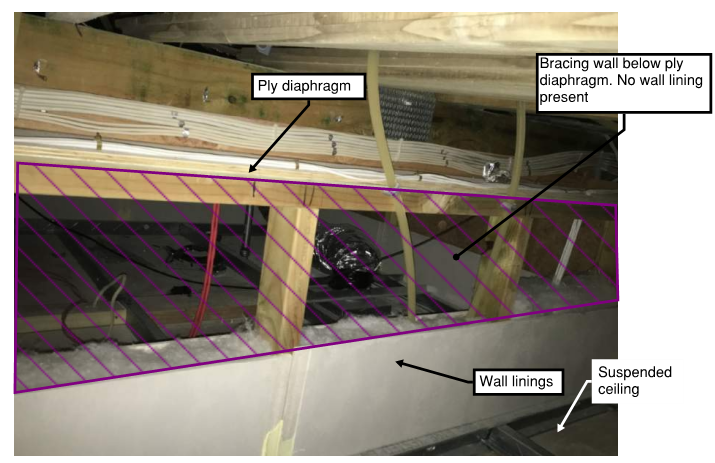 Bracing wall below ply
diaphragm. No wall lining
present
Ply diaphragm
Wall linings
Suspended
ceiling